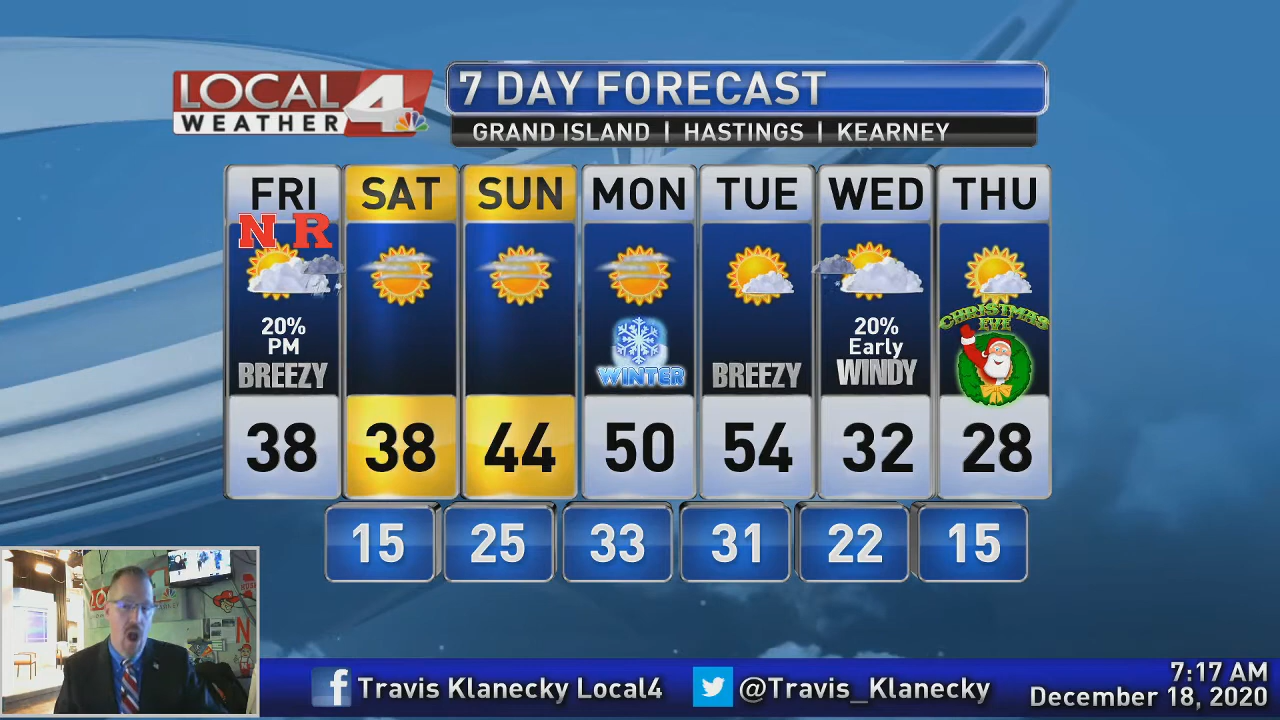 LOCAL 4
WEATHER
7 DAY FORECAST
GRAND ISLAND | HASTINGS | KEARNEY
FRI SAT SUN MON TUE WED THU
N R
CHRISTMAS
EVE
20%
PM
BREEZY
WINTER
BREEZY
20%
Early
WINDY
38 38 44 50 54 32 28
15 25 33 31 22 15
Travis Klanecky Local4
@Travis_Klanecky
7:17 AM
December 18, 2020